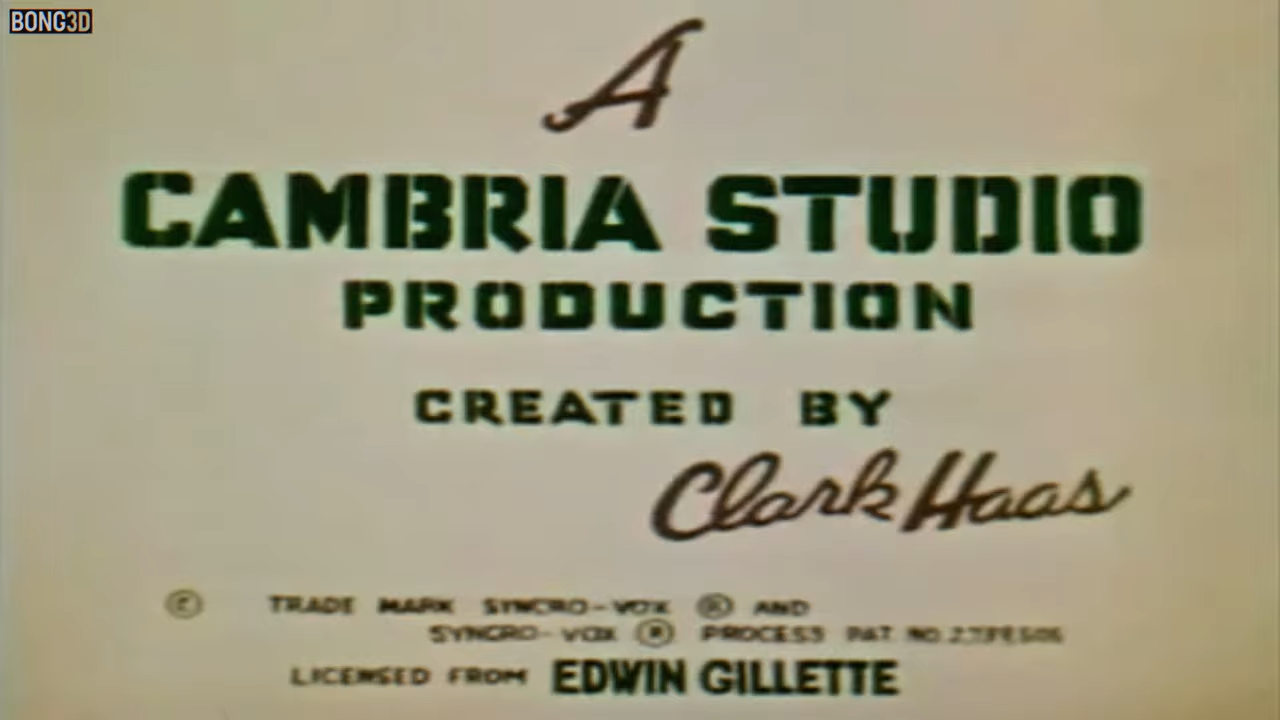 BONG3D
A
CAMBRIA STUDIO
PRODUCTION
CREATED BY
Clark Haas
© TRADE MARK SYNCRO-VOX ® AND
SYNCRO-VOX ® PROCESS PAT NO.
LICENSED FROM EDWIN GILLETTE